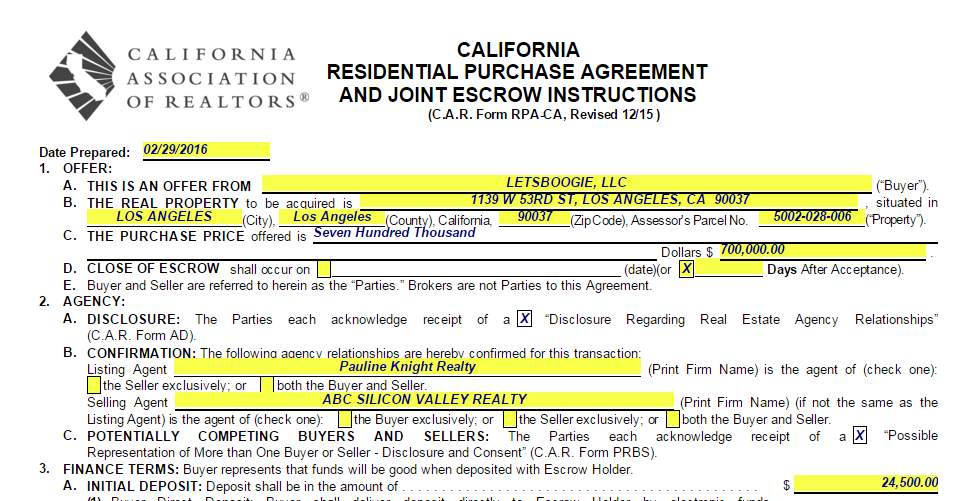 CALIFORNIA
ASSOCIATION
OF REALTORS®
CALIFORNIA
RESIDENTIAL PURCHASE AGREEMENT
AND JOINT ESCROW INSTRUCTIONS
(C.A.R. Form RPA-CA, Revised 12/15 )
Date Prepared: 02/29/2016
1. OFFER:
A. THIS IS AN OFFER FROM LETSBOOGIE, LLC ("Buyer").
B. THE REAL PROPERTY to be acquired is 1139 W 53RD ST, LOS ANGELES, CA 90037 , situated in
LOS ANGELES (City), Los Angeles (County), California, 90037 (Zip Code), Assessor's Parcel No. 5002-028-006 ("Property").
C. THE PURCHASE PRICE offered is Seven Hundred Thousand
Dollars $ 700,000.00 .
D. CLOSE OF ESCROW shall occur on (date)(or X Days After Acceptance).
E. Buyer and Seller are referred to herein as the "Parties." Brokers are not Parties to this Agreement.
2. AGENCY:
A. DISCLOSURE: The Parties each acknowledge receipt of a X "Disclosure Regarding Real Estate Agency Relationships"
(C.A.R. Form AD).
B. CONFIRMATION: The following agency relationships are hereby confirmed for this transaction:
Listing Agent Pauline Knight Realty (Print Firm Name) is the agent of (check one):
the Seller exclusively; or both the Buyer and Seller.
Selling Agent ABC SILICON VALLEY REALTY (Print Firm Name) (if not the same as the
Listing Agent) is the agent of (check one): the Buyer exclusively; or the Seller exclusively; or both the Buyer and Seller.
C. POTENTIALLY COMPETING BUYERS AND SELLERS: The Parties each acknowledge receipt of a X "Possible
Representation of More than One Buyer or Seller - Disclosure and Consent" (C.A.R. Form PRBS).
3. FINANCE TERMS: Buyer represents that funds will be good when deposited with Escrow Holder.
A. INITIAL DEPOSIT: Deposit shall be in the amount of $ 24,500.00
(1) Buyer Direct Deposit: Buyer shall deliver deposit directly to Escrow Holder by electronic funds